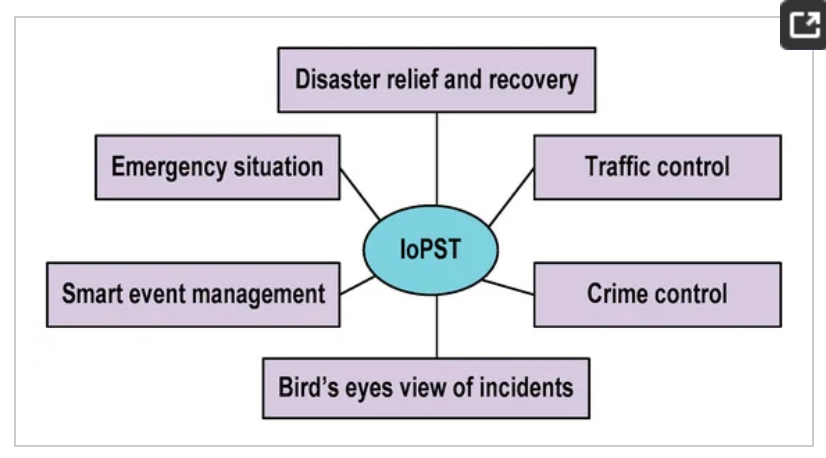 Disaster relief and recovery
Emergency situation
Traffic control
IoPST
Smart event management
Crime control
Bird’s eyes view of incidents